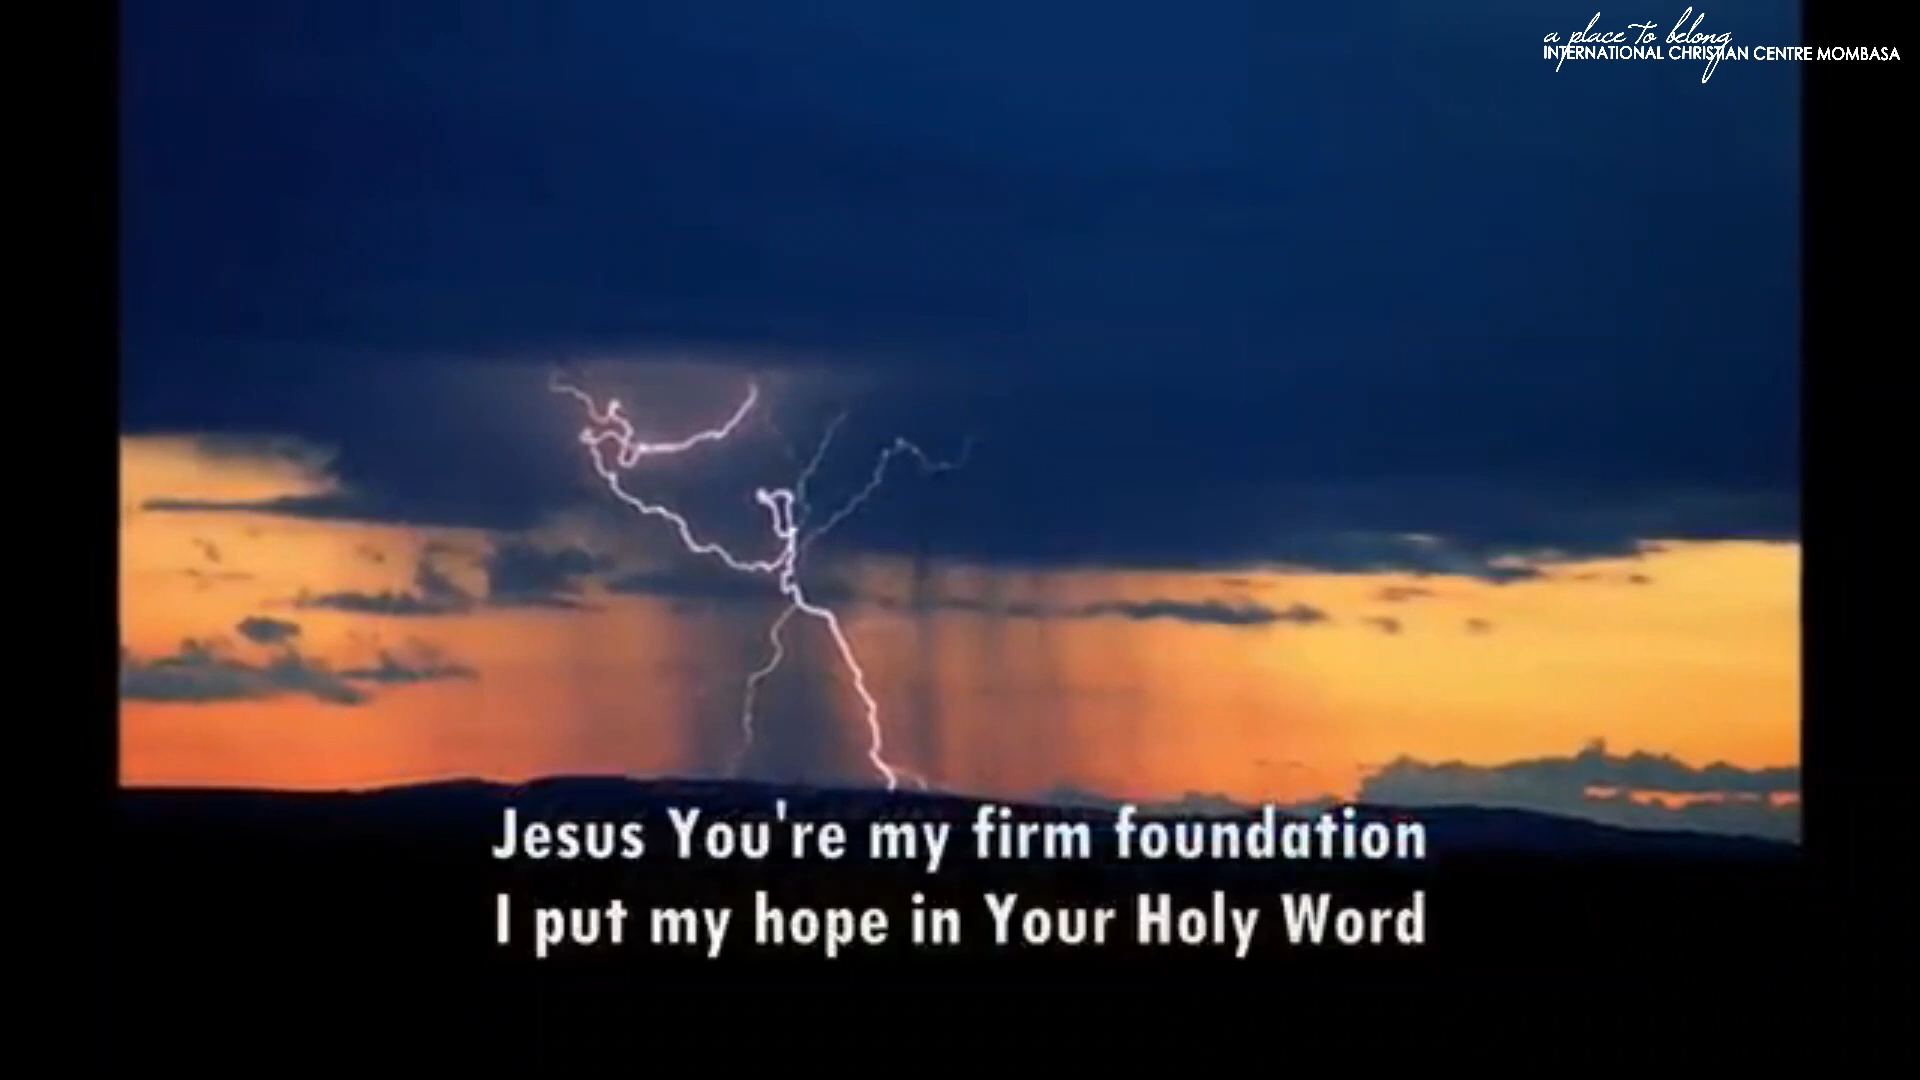 a place to belong
INTERNATIONAL CHRISTIAN CENTRE MOMBASA
Jesus You're my firm foundation
I put my hope in Your Holy Word